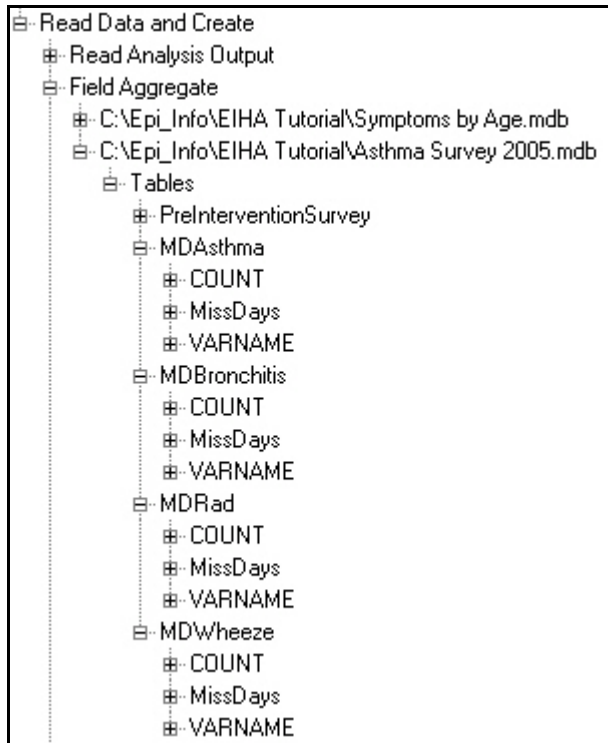 Read Data and Create
Read Analysis Output
Field Aggregate
C:\Epi_Info\EIHA Tutorial\Symptoms by Age.mdb
C:\Epi_Info\EIHA Tutorial\Asthma Survey 2005.mdb
Tables
PreInterventionSurvey
MDAsthma
COUNT
MissDays
VARNAME
MDBronchitis
COUNT
MissDays
VARNAME
MDRad
COUNT
MissDays
VARNAME
MDWheeze
COUNT
MissDays
VARNAME